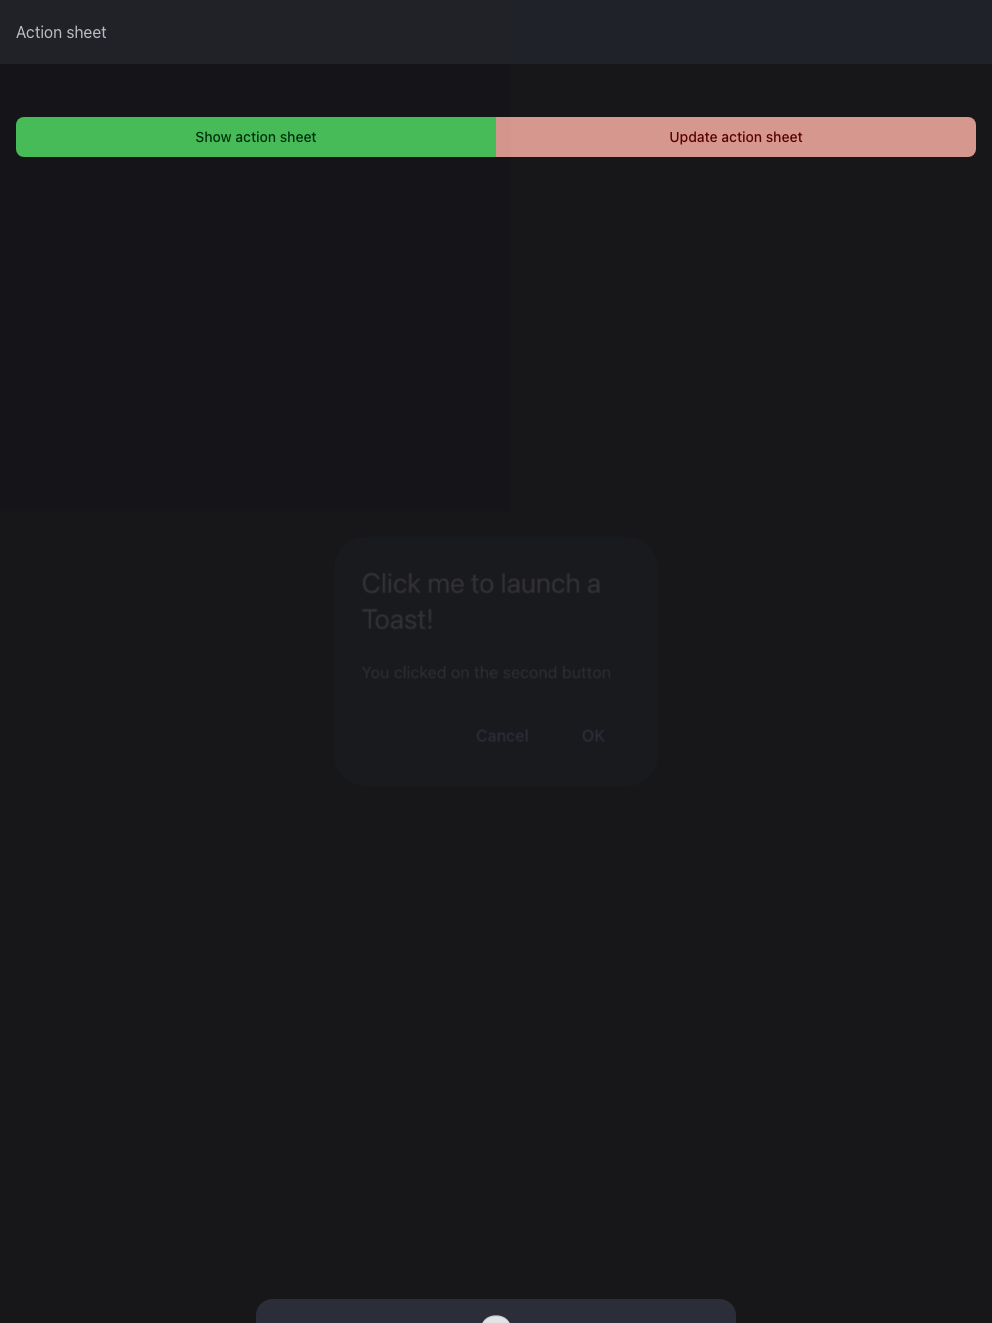 Action sheet
Show action sheet
Update action sheet
Click me to launch a
Toast!
You clicked on the second button
Cancel
OK